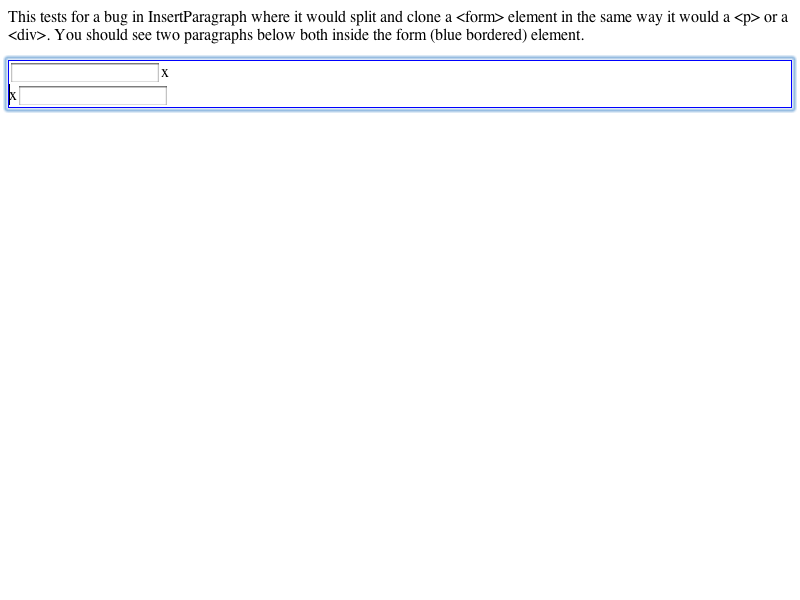 This tests for a bug in InsertParagraph where it would split and clone a <form> element in the same way it would a <p> or a
<div>. You should see two paragraphs below both inside the form (blue bordered) element.
x
x